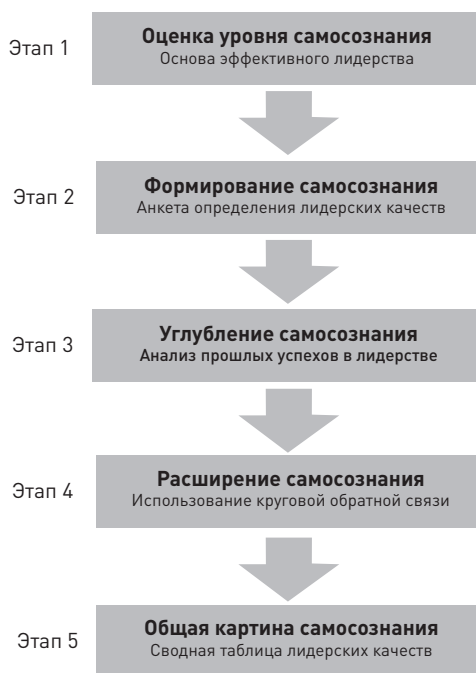 Этап 1
Оценка уровня самосознания
Основа эффективного лидерства
Этап 2
Формирование самосознания
Анкета определения лидерских качеств
Этап 3
Углубление самосознания
Анализ прошлых успехов в лидерстве
Этап 4
Расширение самосознания
Использование круговой обратной связи
Этап 5
Общая картина самосознания
Сводная таблица лидерских качеств